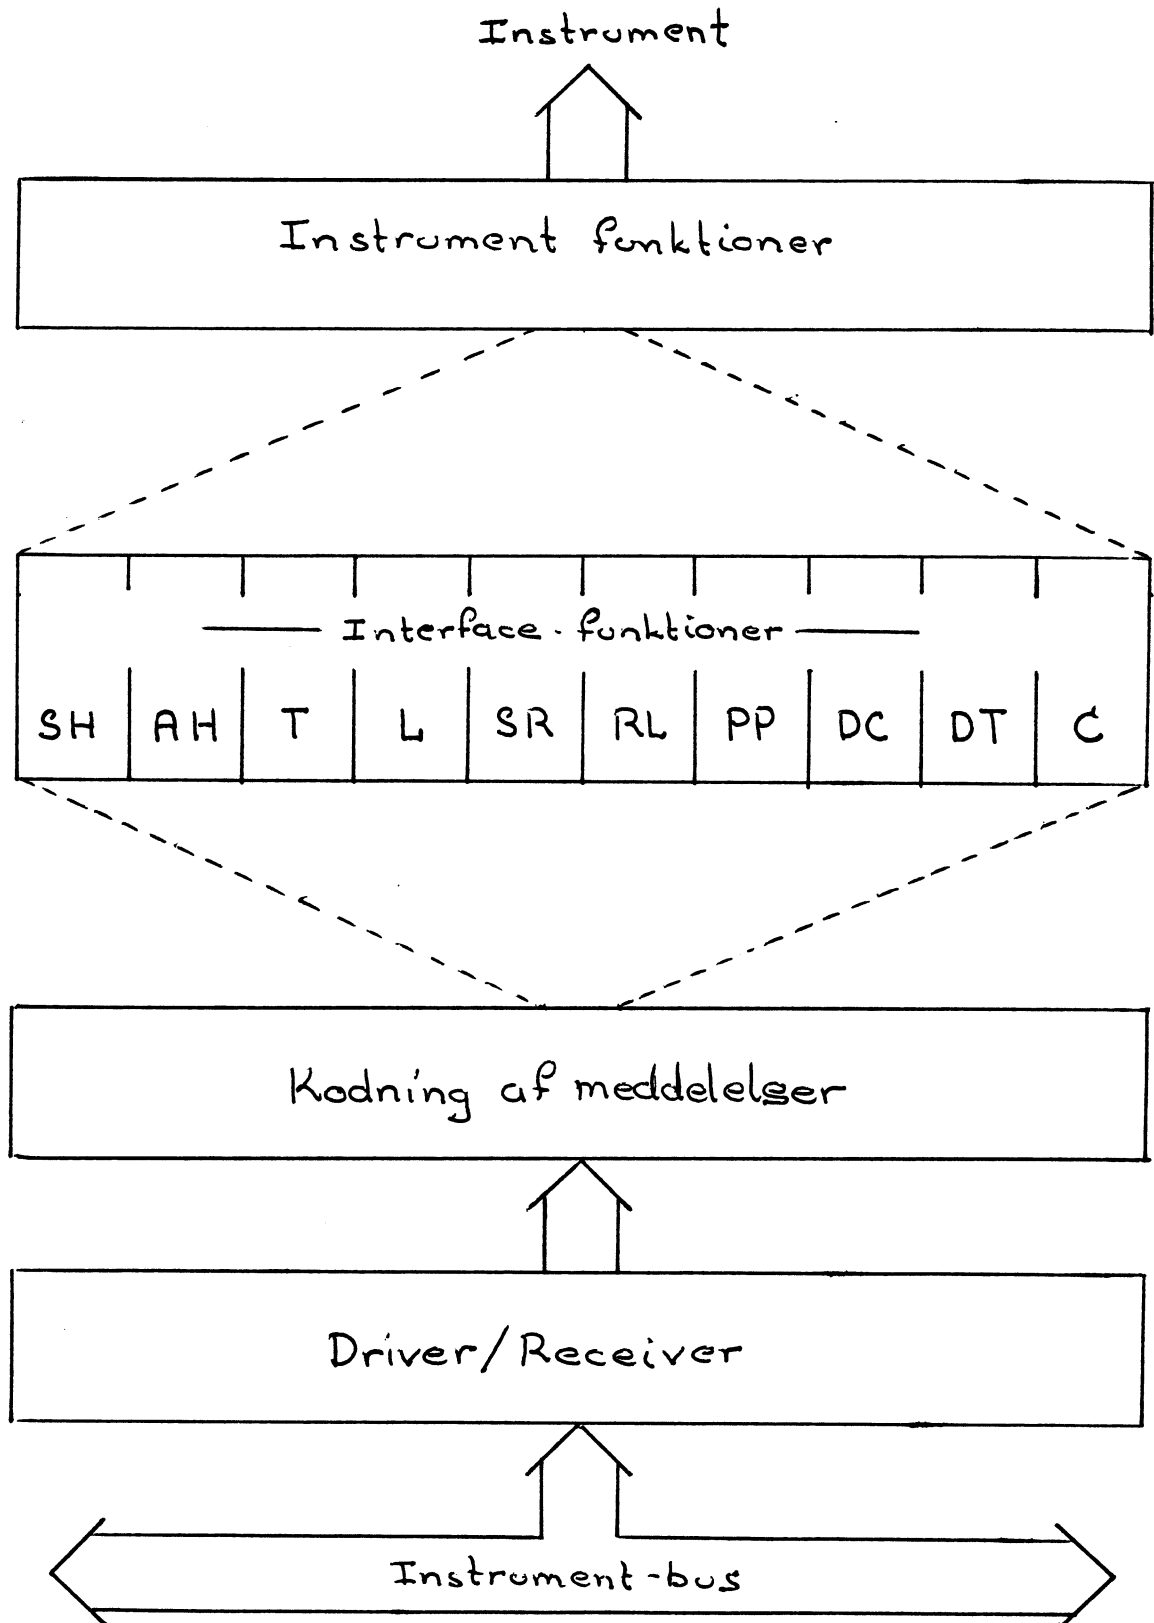 Instrument
Instrument funktioner
Interface-funktioner
SH AH T L SR RL PP DC DT C
Kodning af meddelelser
Driver/Receiver
Instrument-bus